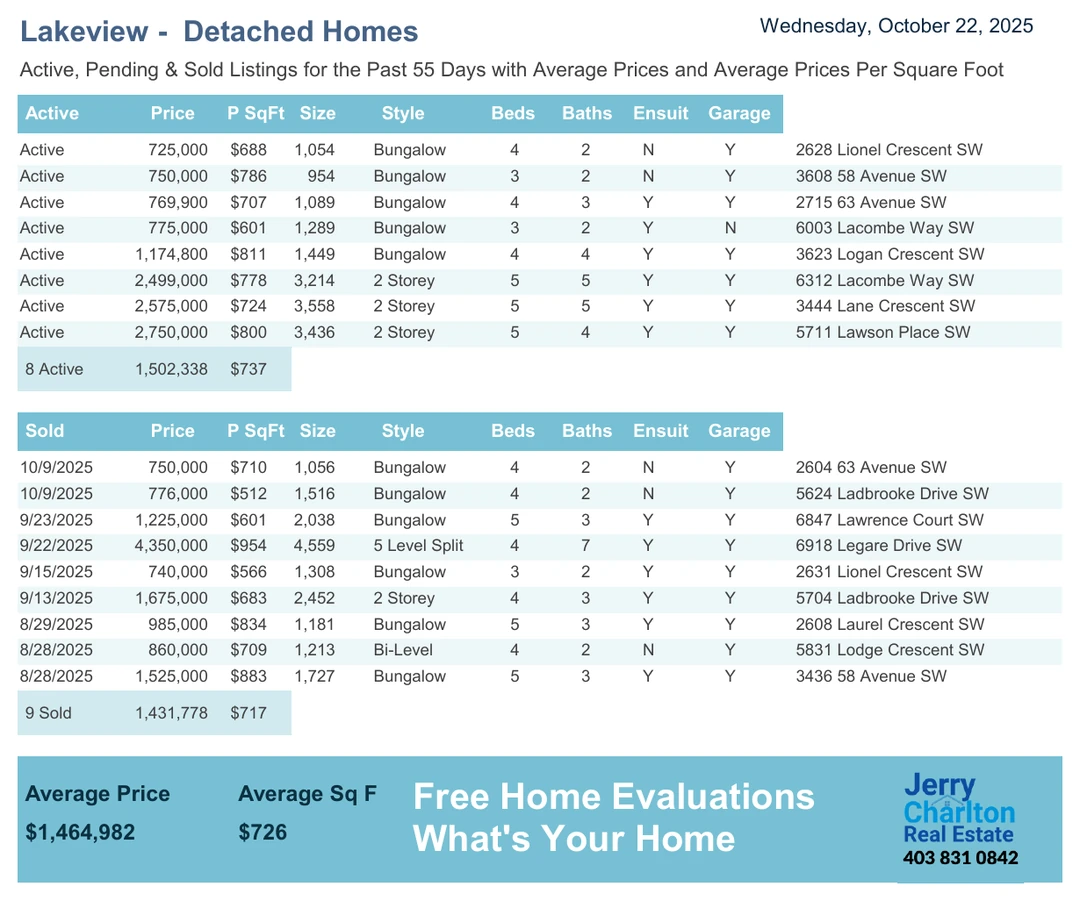 Lakeview - Detached Homes
Wednesday, October 22, 2025
Active, Pending & Sold Listings for the Past 55 Days with Average Prices and Average Prices Per Square Foot
Active Price P SqFt Size Style Beds Baths Ensuit Garage
Active 725,000 $688 1,054 Bungalow 4 2 N Y 2628 Lionel Crescent SW
Active 750,000 $786 954 Bungalow 3 2 N Y 3608 58 Avenue SW
Active 769,900 $707 1,089 Bungalow 4 3 Y Y 2715 63 Avenue SW
Active 775,000 $601 1,289 Bungalow 3 2 Y N 6003 Lacombe Way SW
Active 1,174,800 $811 1,449 Bungalow 4 4 Y Y 3623 Logan Crescent SW
Active 2,499,000 $778 3,214 2 Storey 5 5 Y Y 6312 Lacombe Way SW
Active 2,575,000 $724 3,558 2 Storey 5 5 Y Y 3444 Lane Crescent SW
Active 2,750,000 $800 3,436 2 Storey 5 4 Y Y 5711 Lawson Place SW
8 Active 1,502,338 $737
Sold Price P SqFt Size Style Beds Baths Ensuit Garage
10/9/2025 750,000 $710 1,056 Bungalow 4 2 N Y 2604 63 Avenue SW
10/9/2025 776,000 $512 1,516 Bungalow 4 2 N Y 5624 Ladbrooke Drive SW
9/23/2025 1,225,000 $601 2,038 Bungalow 5 3 Y Y 6847 Lawrence Court SW
9/22/2025 4,350,000 $954 4,559 5 Level Split 4 7 Y Y 6918 Legare Drive SW
9/15/2025 740,000 $566 1,308 Bungalow 3 2 Y Y 2631 Lionel Crescent SW
9/13/2025 1,675,000 $683 2,452 2 Storey 4 3 Y Y 5704 Ladbrooke Drive SW
8/29/2025 985,000 $834 1,181 Bungalow 5 3 Y Y 2608 Laurel Crescent SW
8/28/2025 860,000 $709 1,213 Bi-Level 4 2 N Y 5831 Lodge Crescent SW
8/28/2025 1,525,000 $883 1,727 Bungalow 5 3 Y Y 3436 58 Avenue SW
9 Sold 1,431,778 $717
Average Price Average Sq F
$1,464,982 $726
Free Home Evaluations
What's Your Home
Jerry
Charlton
Real Estate
403 831 0842